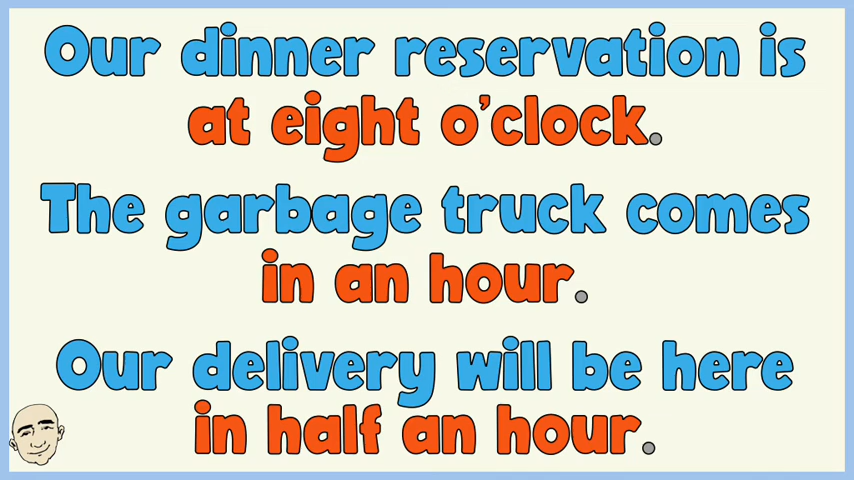 Our dinner reservation is
at eight o'clock.
The garbage truck comes
in an hour.
Our delivery will be here
in half an hour.